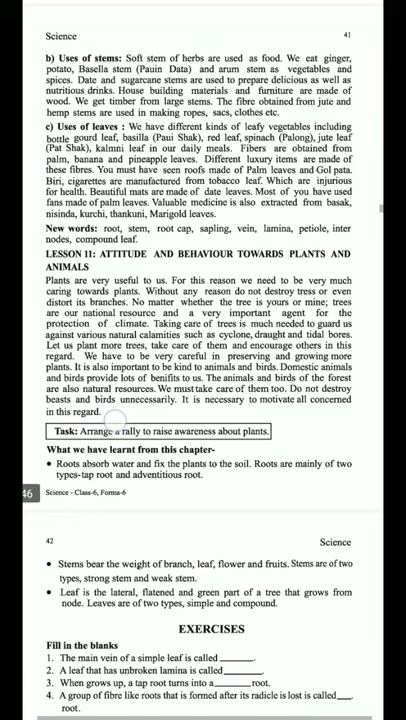 Science 41
b) Uses of stems: Soft stem of herbs are used as food. We eat ginger,
potato, Basella stem (Pauin Data) and arum stem as vegetables and
spices. Date and sugarcane stems are used to prepare delicious as well as
nutritious drinks. House building materials and furniture are made of
wood. We get timber from large stems. The fibre obtained from jute and
hemp stems are used in making ropes, sacs, clothes etc.
c) Uses of leaves : We have different kinds of leafy vegetables including
bottle gourd leaf, basilla (Paui Shak), red leaf, spinach (Palong), jute leaf
(Pat Shak), kalmni leaf in our daily meals. Fibers are obtained from
palm, banana and pineapple leaves. Different luxury items are made of
these fibres. You must have seen roofs made of Palm leaves and Gol pata.
Biri, cigarettes are manufactured from tobacco leaf. Which are injurious
for health. Beautiful mats are made of date leaves. Most of you have used
fans made of palm leaves. Valuable medicine is also extracted from basak,
nisinda, kurchi, thankuni, Marigold leaves.
New words: root, stem, root cap, sapling, vein, lamina, petiole, inter
nodes, compound leaf.
LESSON 11: ATTITUDE AND BEHAVIOUR TOWARDS PLANTS AND
ANIMALS
Plants are very useful to us. For this reason we need to be very much
caring towards plants. Without any reason do not destroy tress or even
distort its branches. No matter whether the tree is yours or mine; trees
are our national resource and a very important agent for the
protection of climate. Taking care of trees is much needed to guard us
against various natural calamities such as cyclone, draught and tidal bores.
Let us plant more trees, take care of them and encourage others in this
regard. We have to be very careful in preserving and growing more
plants. It is also important to be kind to animals and birds. Domestic animals
and birds provide lots of benifits to us. The animals and birds of the forest
are also natural resources. We must take care of them too. Do not destroy
beasts and birds unnecessarily. It is necessary to motivate all concerned
in this regard.
Task: Arrange a rally to raise awareness about plants.
What we have learnt from this chapter-
• Roots absorb water and fix the plants to the soil. Roots are mainly of two
types-tap root and adventitious root.
46 Science - Class-6, Forma-6
42 Science
• Stems bear the weight of branch, leaf, flower and fruits. Stems are of two
types, strong stem and weak stem.
• Leaf is the lateral, flatened and green part of a tree that grows from
node. Leaves are of two types, simple and compound.
EXERCISES
Fill in the blanks
1. The main vein of a simple leaf is called ______.
2. A leaf that has unbroken lamina is called______.
3. When grows up, a tap root turns into a______root.
4. A group of fibre like roots that is formed after its radicle is lost is called___.
root.